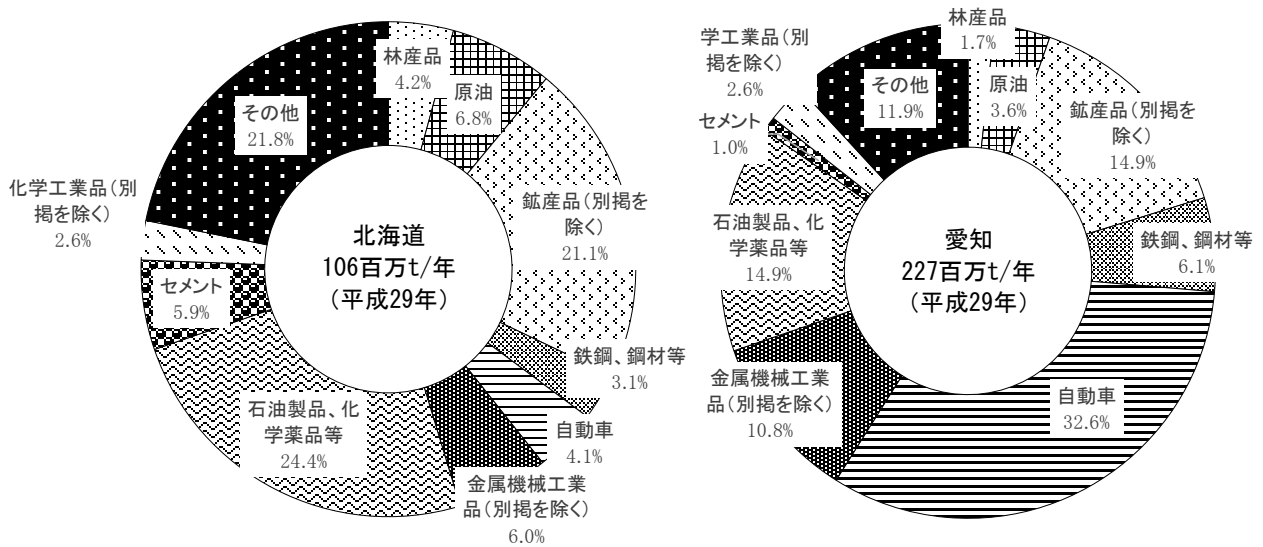 林産品
4.2%
原油
6.8%
鉱産品（別掲を
除く）
21.1%
鉄鋼、鋼材等
3.1%
自動車
4.1%
金属機械工業
品（別掲を除く）
6.0%
石油製品、化
学薬品等
24.4%
セメント
5.9%
化学工業品（別
掲を除く）
2.6%
その他
21.8%
北海道
106百万t/年
（平成29年）
林産品
1.7%
原油
3.6%
鉱産品（別掲を
除く）
14.9%
鉄鋼、鋼材等
6.1%
自動車
32.6%
金属機械工業
品（別掲を除く）
10.8%
石油製品、化
学薬品等
14.9%
セメント
1.0%
学工業品（別
掲を除く）
2.6%
その他
11.9%
愛知
227百万t/年
（平成29年）